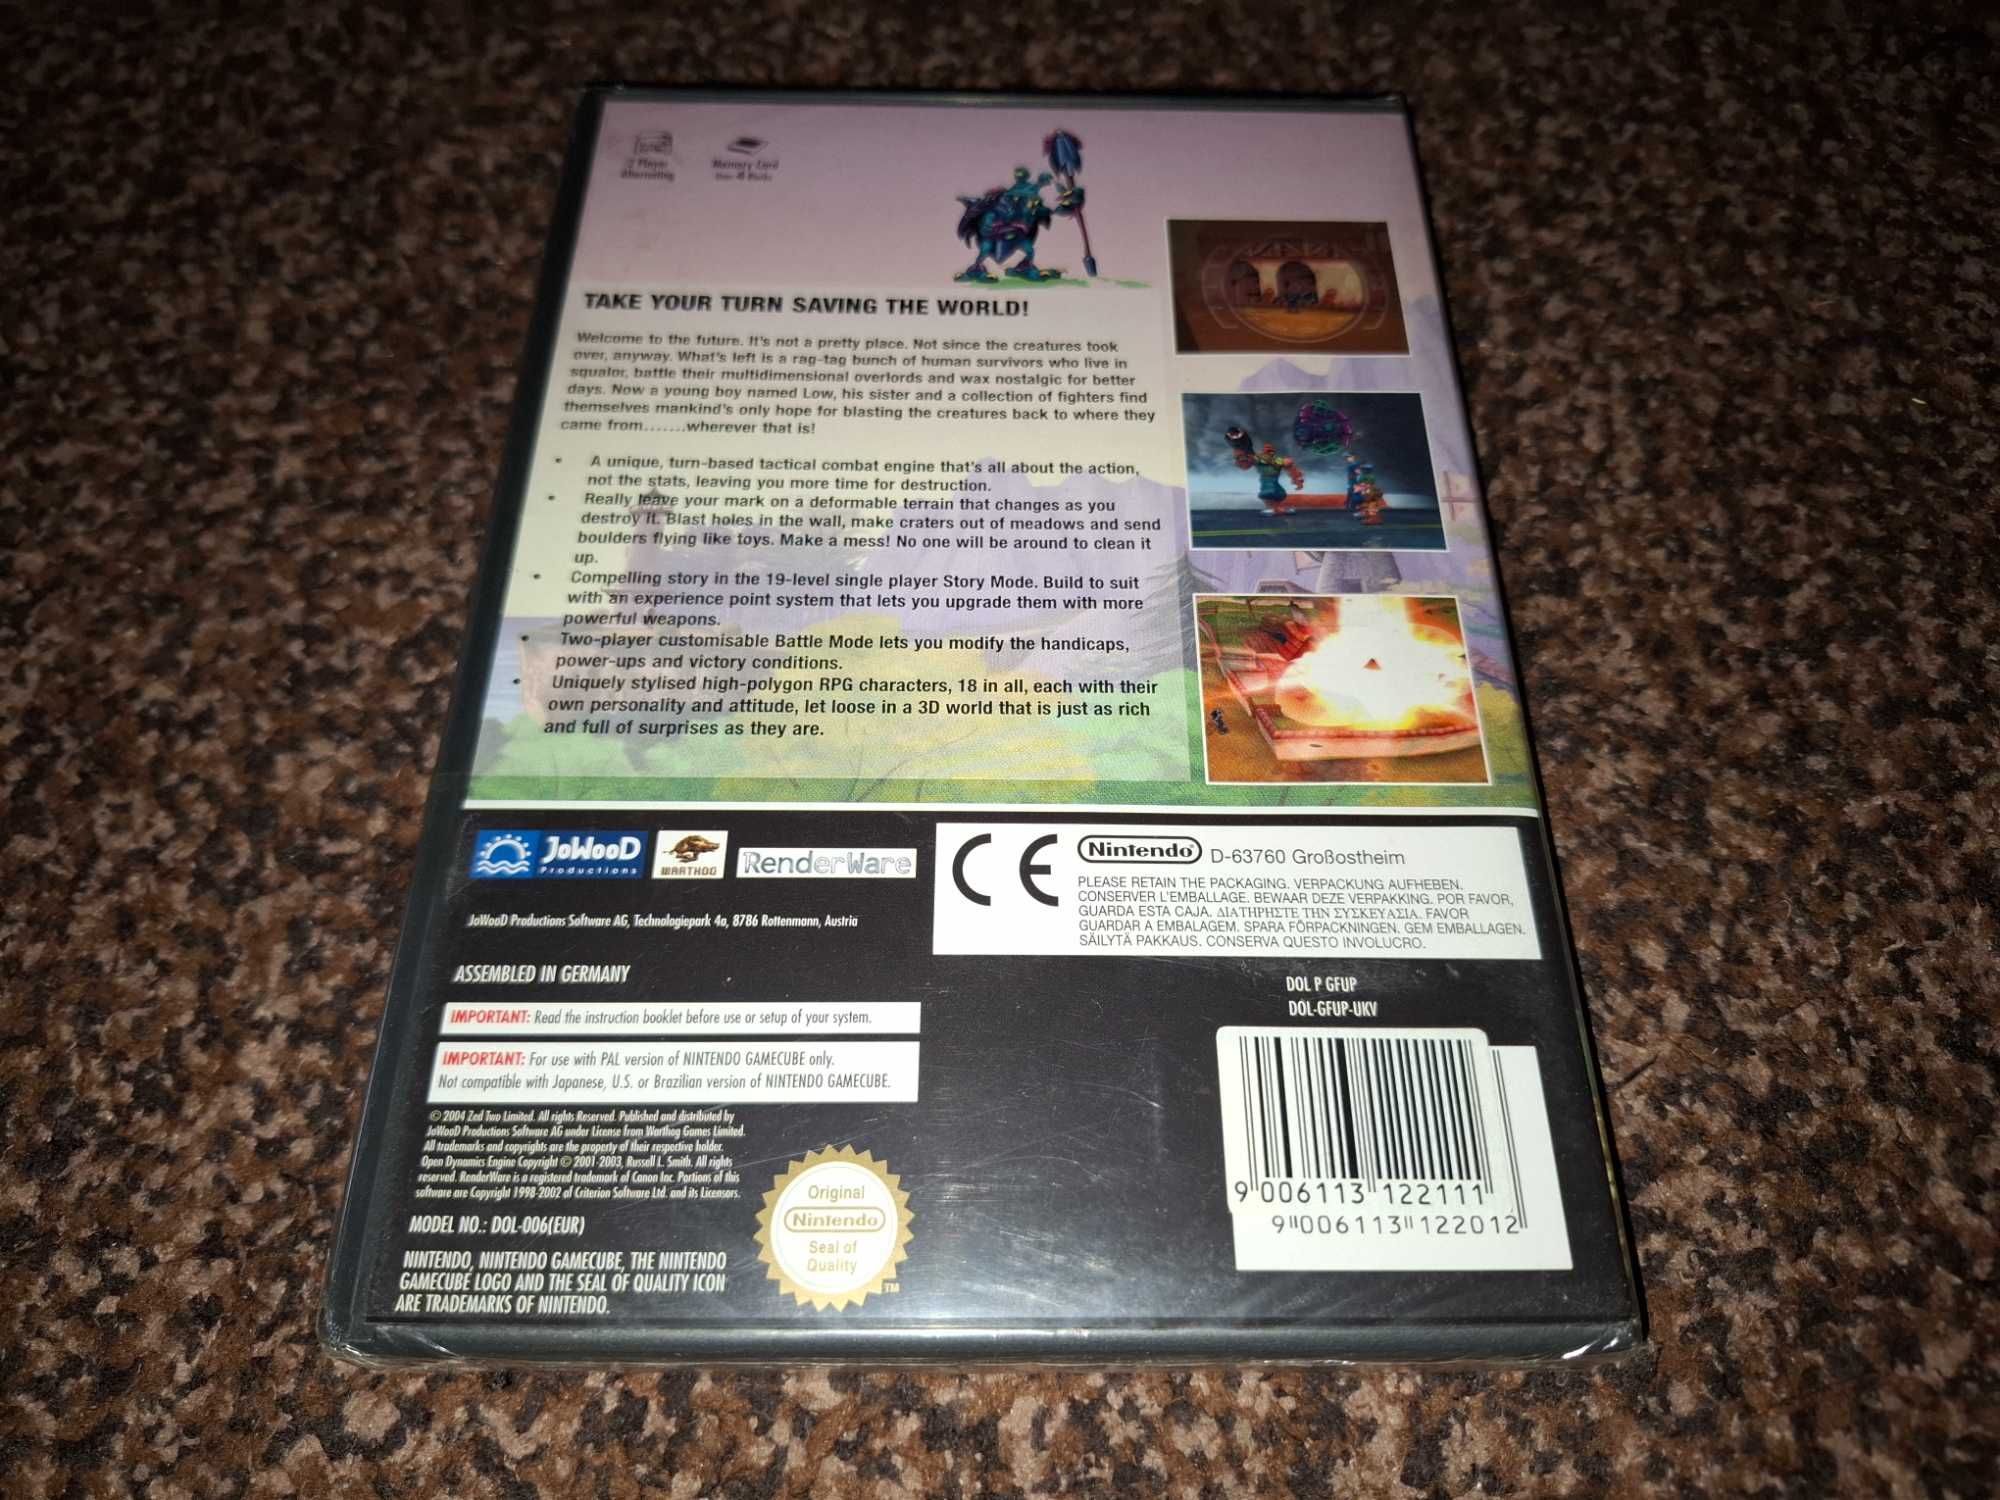 2 Player
Alternating
Memory Card
TAKE YOUR TURN SAVING THE WORLD!
Welcome to the future. It's not a pretty place. Not since the creatures took
over, anyway. What's left is a rag-tag bunch of human survivors who live in
squalor, battle their multidimensional overlords and wax nostalgic for better
days. Now a young boy named Low, his sister and a collection of fighters find
themselves mankind's only hope for blasting the creatures back to where they
came from.......wherever that is!
• A unique, turn-based tactical combat engine that's all about the action,
not the stats, leaving you more time for destruction.
• Really leave your mark on a deformable terrain that changes as you
destroy it. Blast holes in the wall, make craters out of meadows and send
boulders flying like toys. Make a mess! No one will be around to clean it
up.
• Compelling story in the 19-level single player Story Mode. Build to suit
with an experience point system that lets you upgrade them with more
powerful weapons.
• Two-player customisable Battle Mode lets you modify the handicaps,
power-ups and victory conditions.
• Uniquely stylised high-polygon RPG characters, 18 in all, each with their
own personality and attitude, let loose in a 3D world that is just as rich
and full of surprises as they are.
JoWooD
Productions
WARTHOG
RenderWare
JoWooD Productions Software AG, Technologiepark 4a, 8786 Rottenmann, Austria
CE
Nintendo® D-63760 Großostheim
PLEASE RETAIN THE PACKAGING. VERPACKUNG AUFHEBEN.
CONSERVER L'EMBALLAGE. BEWAAR DEZE VERPAKKING. POR FAVOR,
GUARDA ESTA CAJA. ΔΙΑΤΗΡΗΣΤΕ ΤΗΝ ΣΥΣΚΕΥΑΣΙΑ. FAVOR
GUARDAR A EMBALAGEM. SPARA FÖRPACKNINGEN. GEM EMBALLAGEN.
SÄILYTÄ PAKKAUS. CONSERVA QUESTO INVOLUCRO.
ASSEMBLED IN GERMANY
DOL P GFUP
DOL-GFUP-UKV
IMPORTANT: Read the instruction booklet before use or setup of your system.
IMPORTANT: For use with PAL version of NINTENDO GAMECUBE only.
Not compatible with Japanese, U.S. or Brazilian version of NINTENDO GAMECUBE.
© 2004 Zed Two Limited. All rights Reserved. Published and distributed by
JoWooD Productions Software AG under License from Warthog Games Limited.
All trademarks and copyrights are the property of their respective holder.
Open Dynamics Engine Copyright © 2001-2003, Russell L. Smith. All rights
reserved. RenderWare is a registered trademark of Canon Inc. Portions of this
software are Copyright 1998-2002 of Criterion Software Ltd. and its Licensors.
MODEL NO.: DOL-006(EUR)
NINTENDO, NINTENDO GAMECUBE, THE NINTENDO
GAMECUBE LOGO AND THE SEAL OF QUALITY ICON
ARE TRADEMARKS OF NINTENDO.
Original
Nintendo
Seal of
Quality
TM
9 006113 122111
9 006113 122012